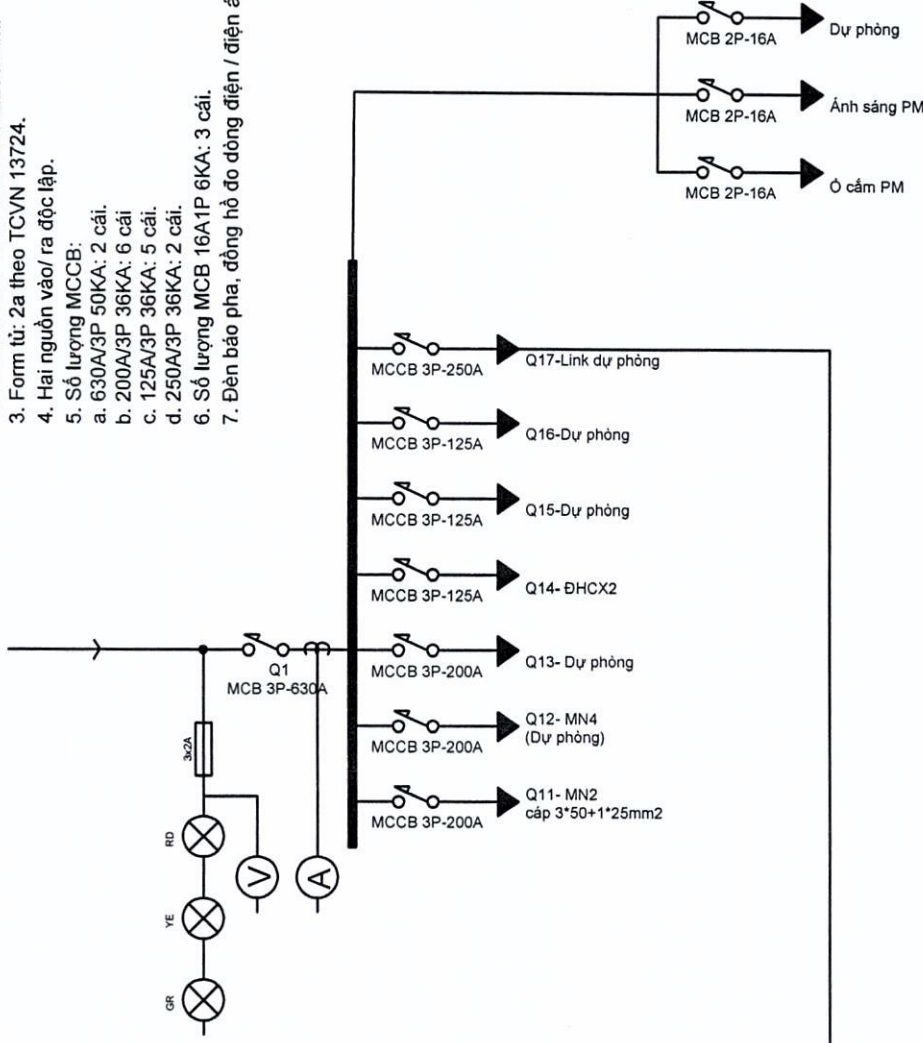 3. Form tủ: 2a theo TCVN 13724.
4. Hai nguồn vào/ ra độc lập.
5. Số lượng MCCB:
a. 630A/3P 50KA: 2 cái.
b. 200A/3P 36KA: 6 cái
c. 125A/3P 36KA: 5 cái.
d. 250A/3P 36KA: 2 cái.
6. Số lượng MCB 16A1P 6KA: 3 cái.
7. Đèn báo pha, đồng hồ đo dòng điện / điện
MCB 2P-16A
Dự phòng
MCB 2P-16A
Ánh sáng PM
MCB 2P-16A
Ổ cắm PM
MCCB 3P-250A
Q17-Link dự phòng
MCCB 3P-125A
Q16-Dự phòng
MCCB 3P-125A
Q15-Dự phòng
MCCB 3P-125A
Q14- ĐHCX2
Q1
MCB 3P-630A
MCCB 3P-200A
Q13- Dự phòng
MCCB 3P-200A
Q12- MN4
(Dự phòng)
MCCB 3P-200A
Q11- MN2
cáp 3*50+1*25mm2
3x2A
RD
YE
GR
V
A